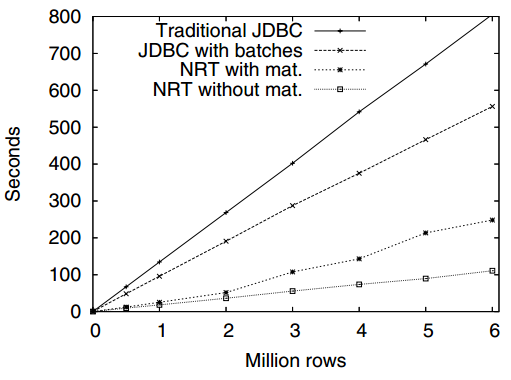 800
700
600
500
400
300
200
100
0
Seconds
Traditional JDBC
JDBC with batches
NRT with mat.
NRT without mat.
0 1 2 3 4 5 6
Million rows